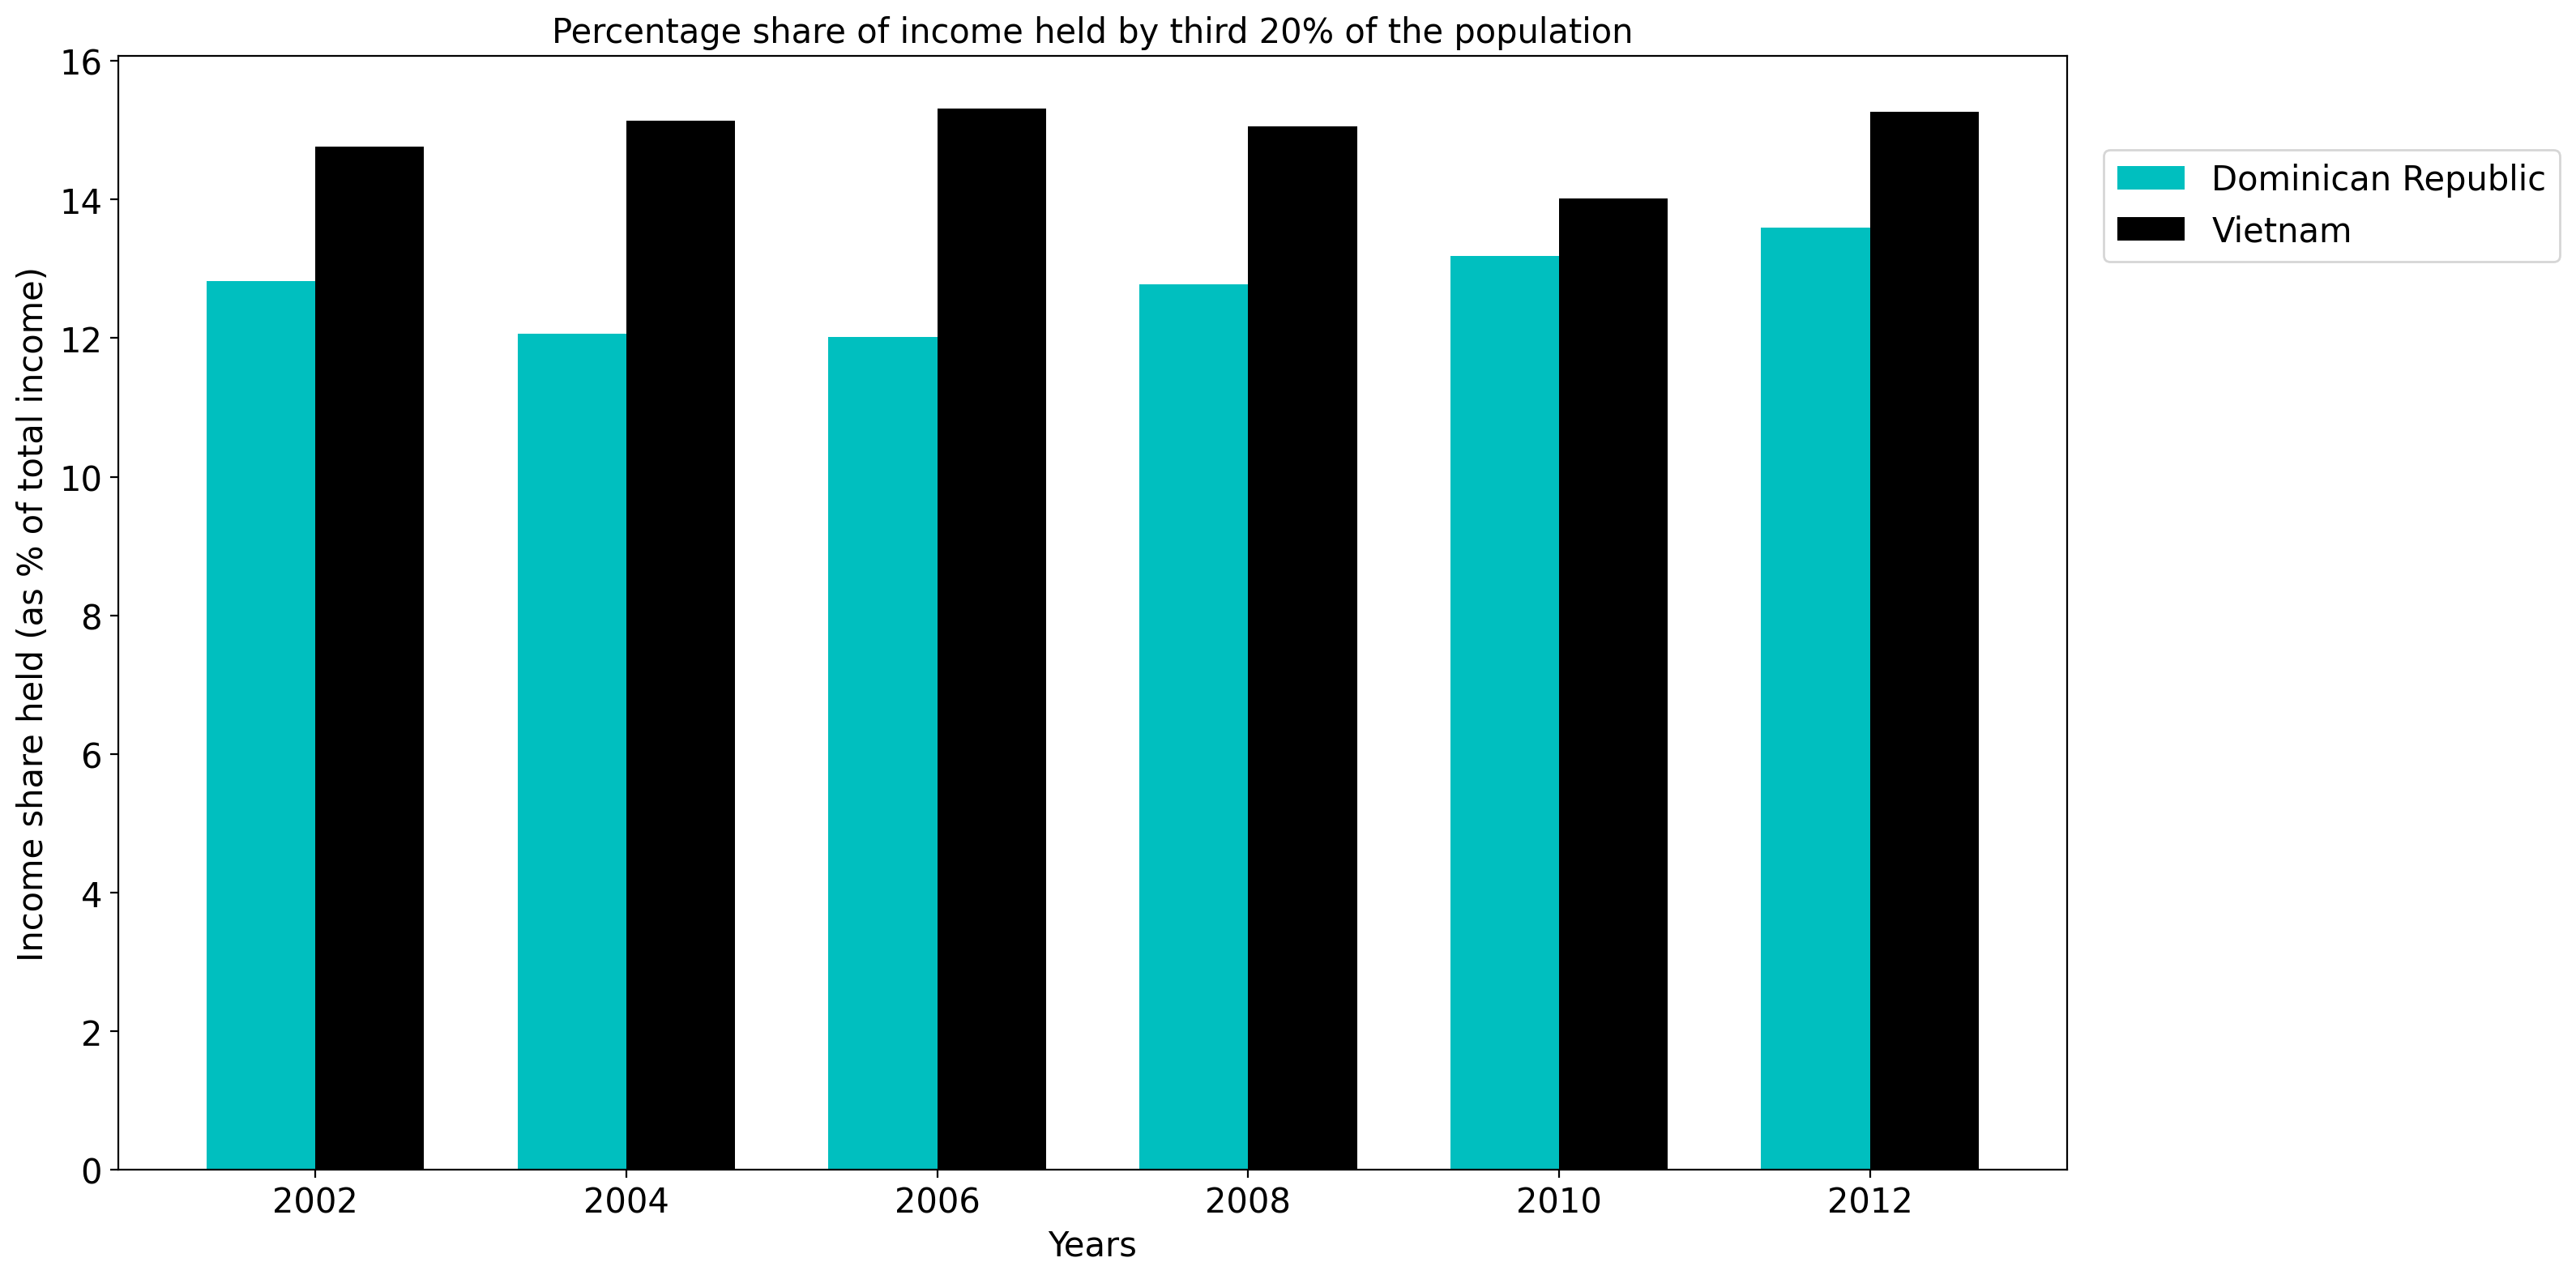 Percentage share of income held by third 20% of the population
Income share held (as % of total income)
16
14
12
10
8
6
4
2
0
2002 2004 2006 2008 2010 2012
Years
Dominican Republic
Vietnam